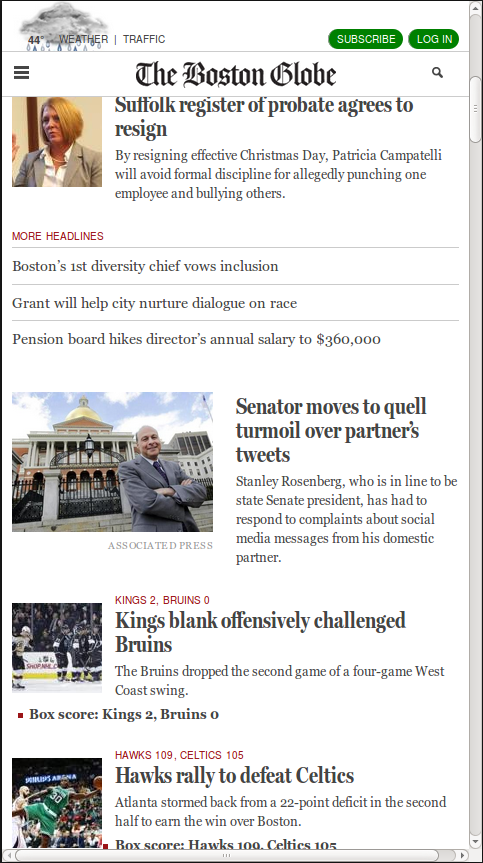 44° WEATHER | TRAFFIC
SUBSCRIBE LOG IN
The Boston Globe
Suffolk register of probate agrees to
resign
By resigning effective Christmas Day, Patricia Campatelli
will avoid formal discipline for allegedly punching one
employee and bullying others.
MORE HEADLINES
Boston's 1st diversity chief vows inclusion
Grant will help city nurture dialogue on race
Pension board hikes director's annual salary to $360,000
Senator moves to quell
turmoil over partner's
tweets
Stanley Rosenberg, who is in line to be
state Senate president, has had to
respond to complaints about social
media messages from his domestic
partner.
ASSOCIATED PRESS
KINGS 2, BRUINS 0
Kings blank offensively challenged
Bruins
The Bruins dropped the second game of a four-game West
Coast swing.
Box score: Kings 2, Bruins 0
HAWKS 109, CELTICS 105
Hawks rally to defeat Celtics
Atlanta stormed back from a 22-point deficit in the second
half to earn the win over Boston.
Box score: Hawks 109, Celtics 105